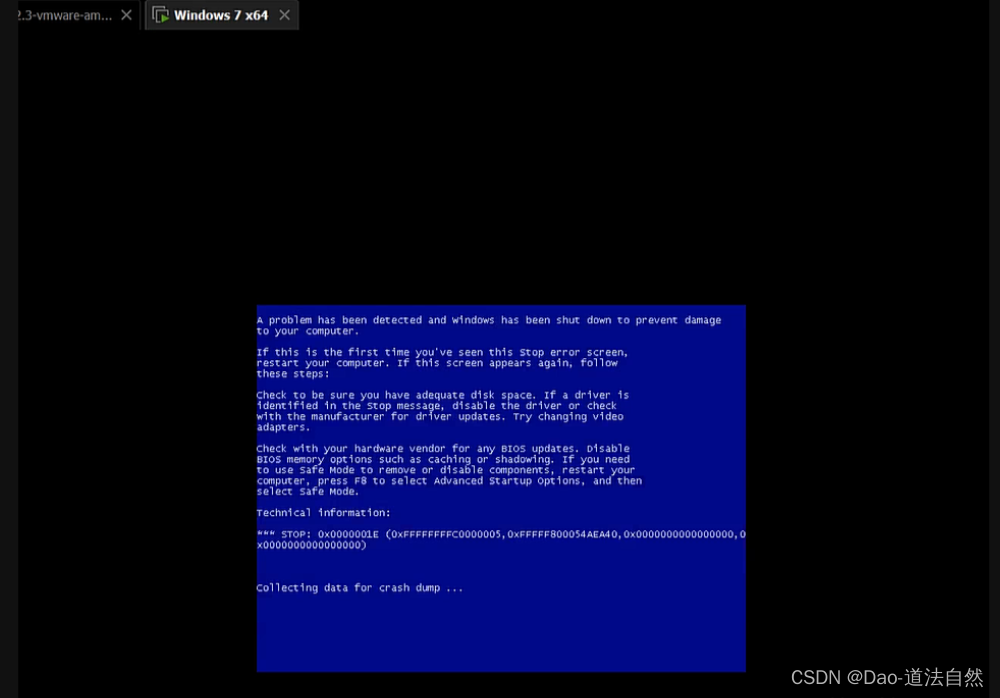 2.3-vmware-am...
Windows 7 x64
A problem has been detected and windows has been shut down to prevent damage
to your computer.
If this is the first time you've seen this Stop error screen,
restart your computer. If this screen appears again, follow
these steps:
Check to be sure you have adequate disk space. If a driver is
identified in the Stop message, disable the driver or check
with the manufacturer for driver updates. Try changing video
adapters.
Check with your hardware vendor for any BIOS updates. Disable
BIOS memory options such as caching or shadowing. If you need
to use Safe Mode to remove or disable components, restart your
computer, press F8 to select Advanced Startup Options, and then
select Safe Mode.
Technical information:
*** STOP: 0x0000001E (0xFFFFFFFFC0000005,0xFFFFF800054AEA40,0x0000000000000000,0
x0000000000000000)
Collecting data for crash dump ...
CSDN @Dao-道法自然